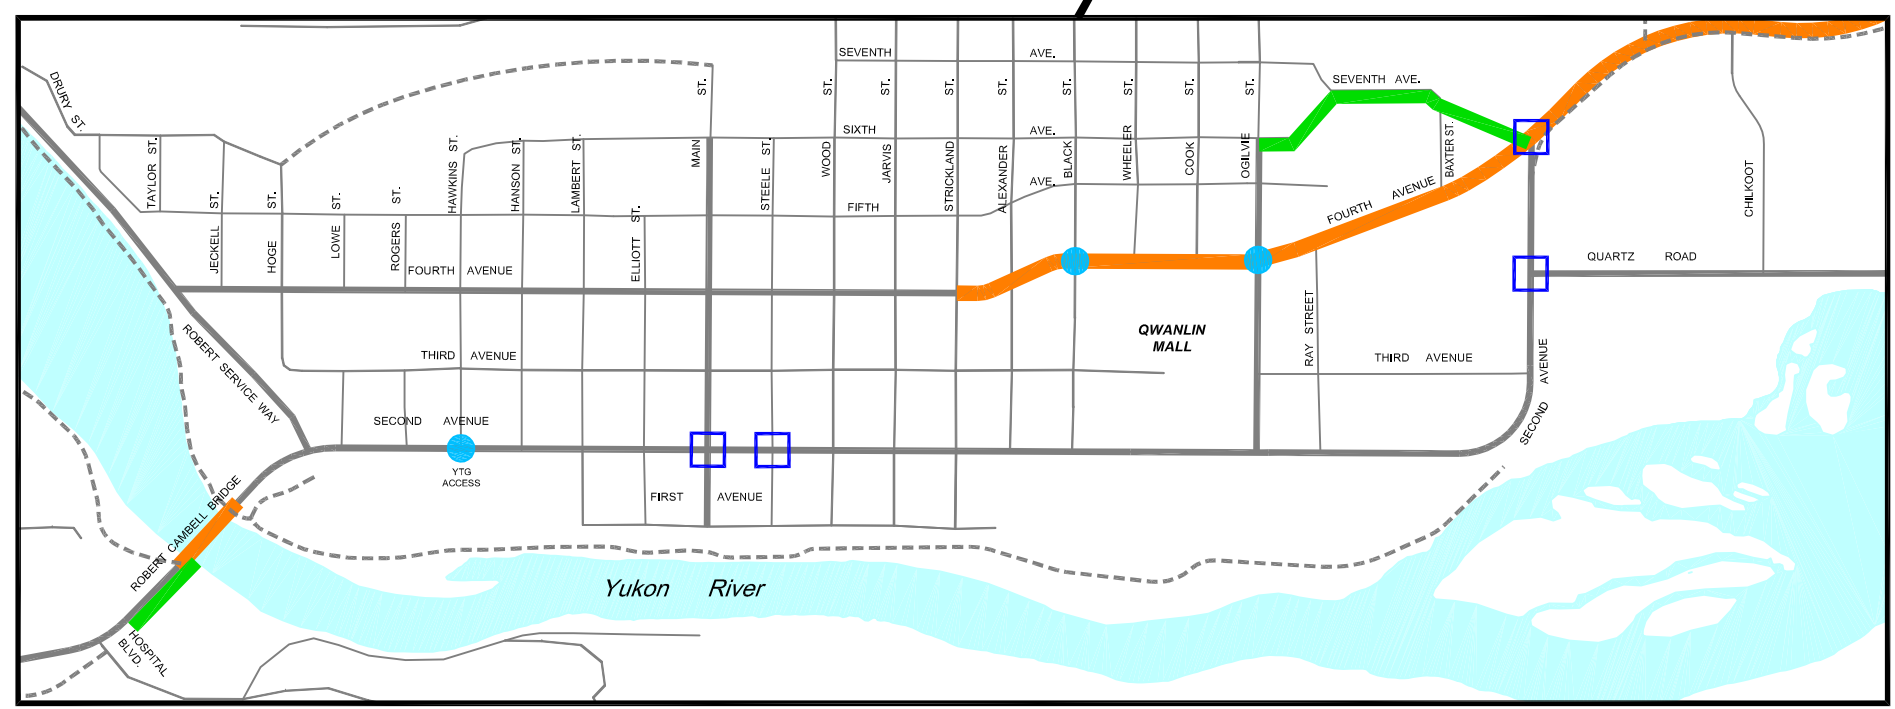 SEVENTH AVE.
DRURY ST.
SEVENTH AVE.
ST.
ST.
ST.
ST.
ST.
ST.
ST.
ST.
ST.
SIXTH AVE.
TAYLOR ST.
HAWKINS ST.
HANSON ST.
LAMBERT ST.
MAIN
STEELE ST.
WOOD
JARVIS
STRICKLAND
ALEXANDER
BLACK
WHEELER
COOK
OGILVIE
BAXTER ST.
CHILKOOT
AVE.
FIFTH
FOURTH AVENUE
JECKELL ST.
HOGE ST.
LOWE ST.
ROGERS ST.
ELLIOTT ST.
FOURTH AVENUE
QUARTZ ROAD
QWANLIN
MALL
RAY STREET
ROBERT SERVICE WAY
THIRD AVENUE
THIRD AVENUE
SECOND AVENUE
SECOND AVENUE
YTG
ACCESS
FIRST AVENUE
ROBERT CAMBELL BRIDGE
Yukon River
HOSPITAL
BLVD.